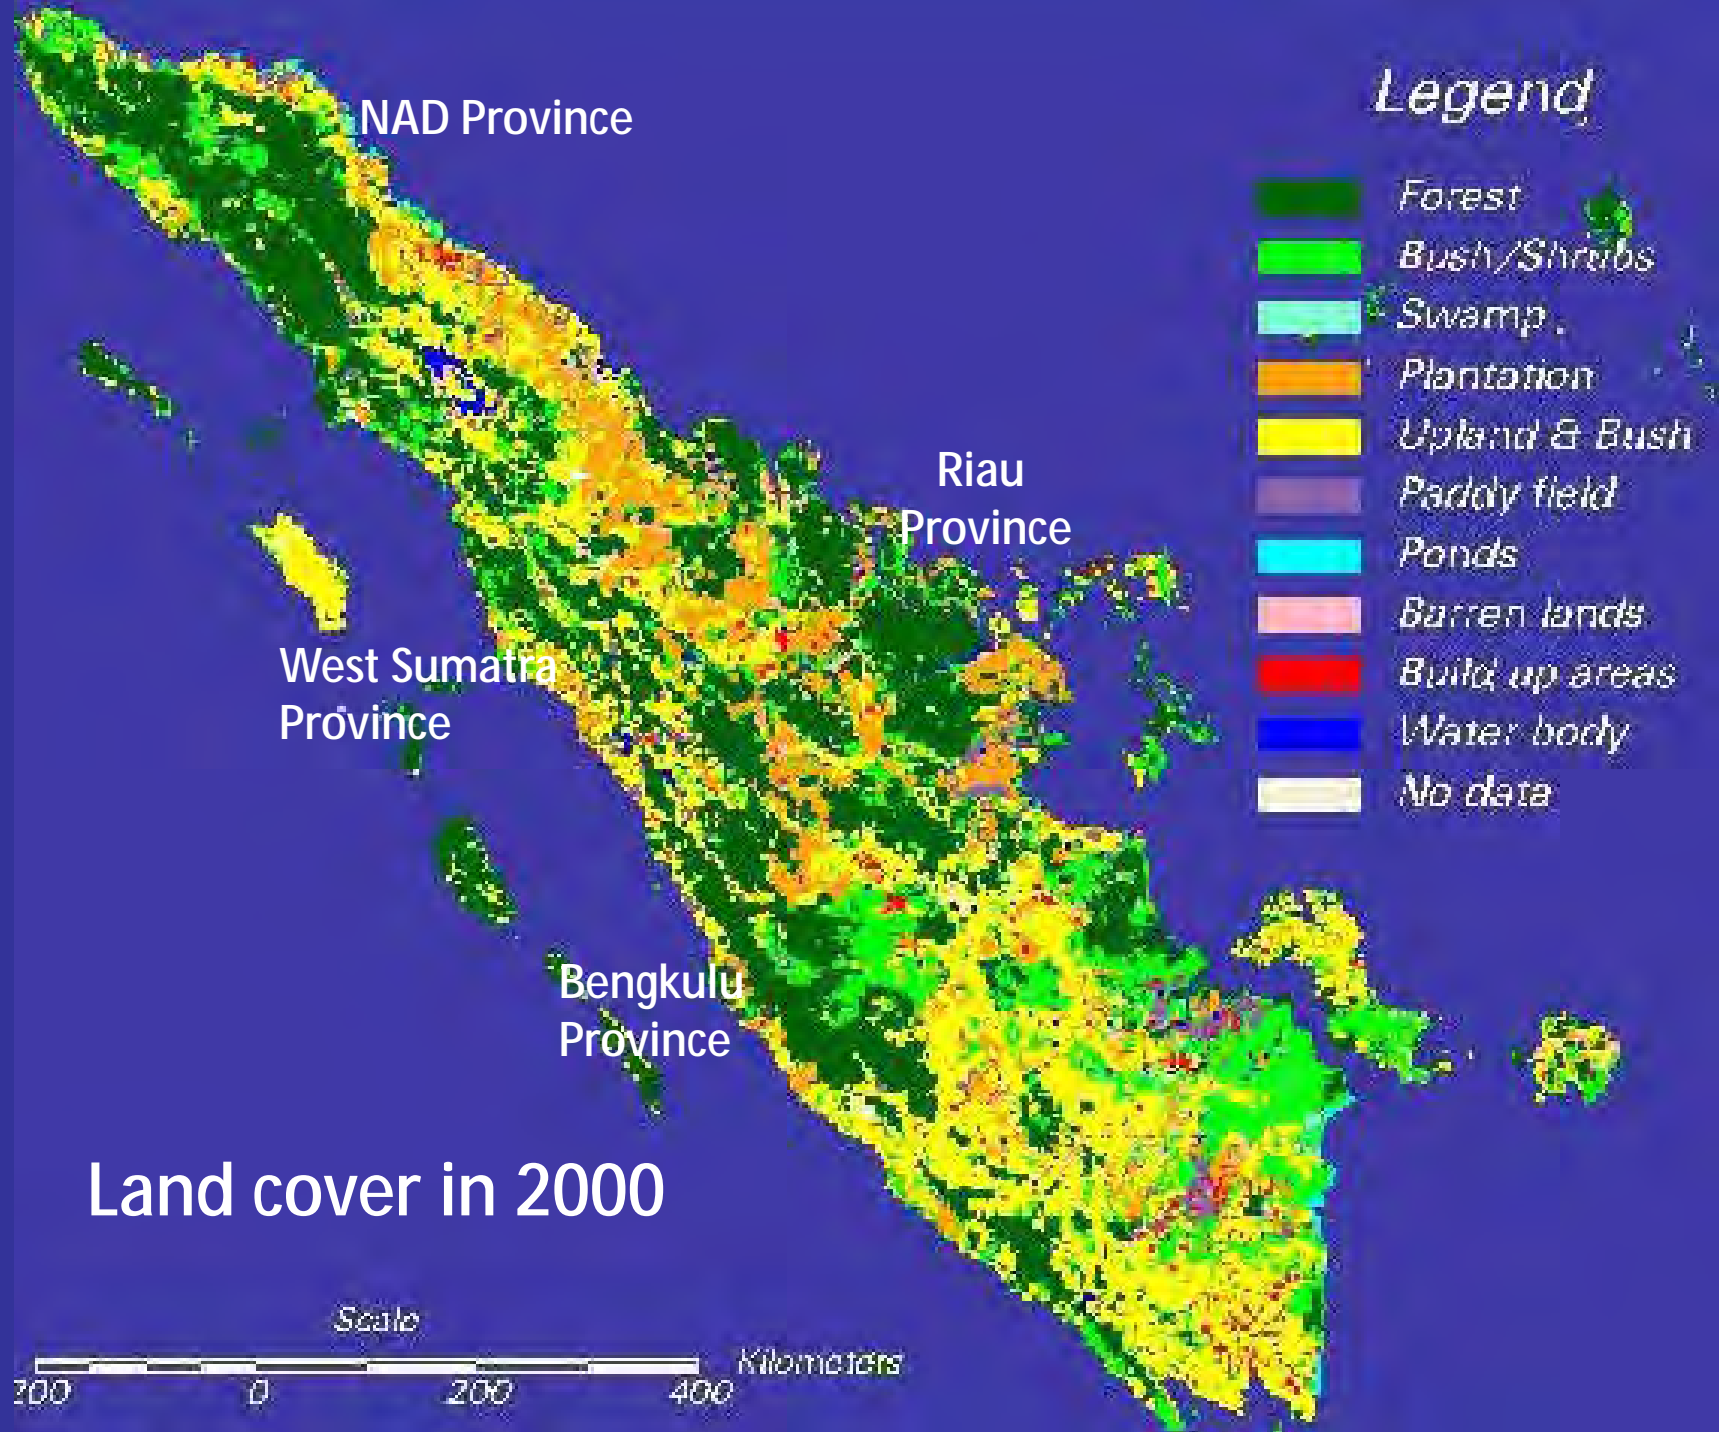 NAD Province
Riau
Province
West Sumatra
Province
Bengkulu
Province
Land cover in 2000
Legend
Forest
Bush/Shrubs
Swamp
Plantation
Upland & Bush
Paddy field
Ponds
Barren lands
Build up areas
Water body
No data
Scale
Kilometers
200 0 200 400